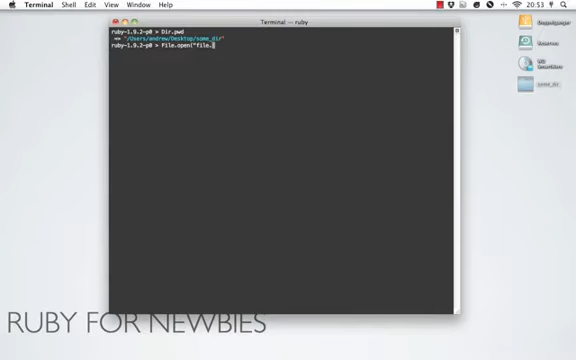 Terminal Shell Edit View Window Help 20.53
Terminal — ruby
ruby-1.9.2-p0 > Dir.pwd
=> "/Users/andrew/Desktop/some_dir"
ruby-1.9.2-p0 > File.open("file.
some_dir
RUBY FOR NEWBIES